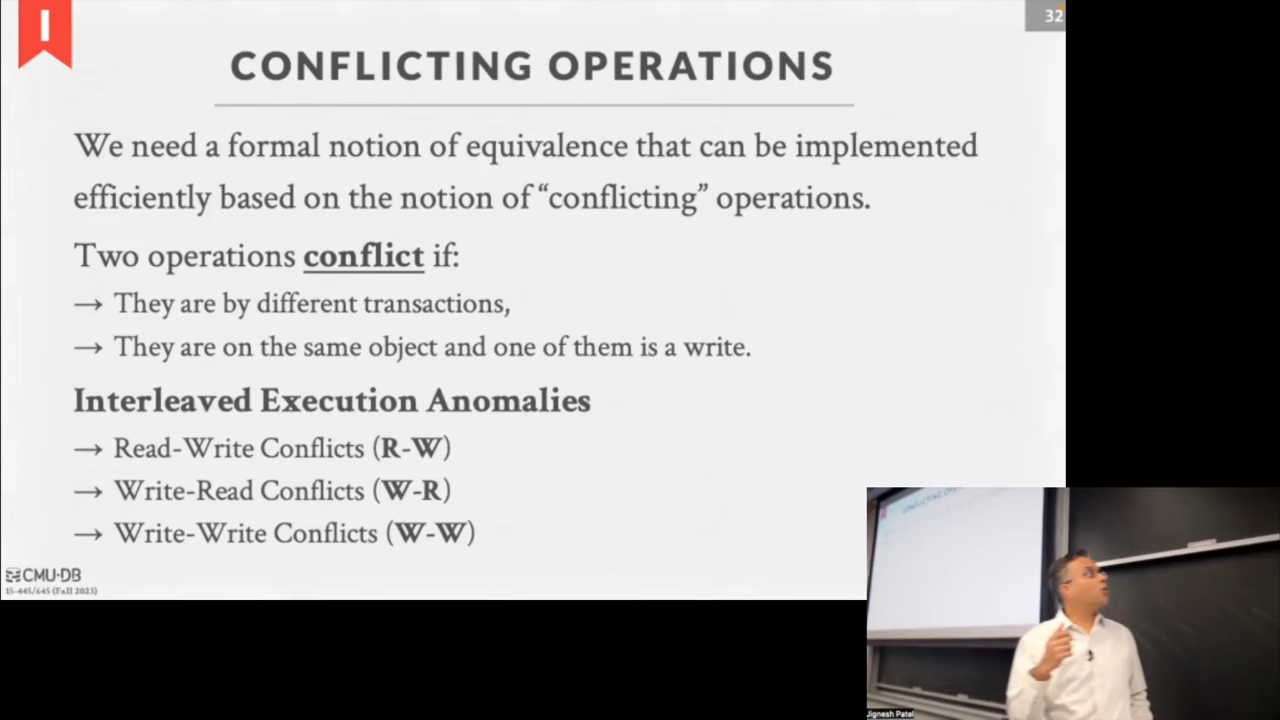 I
32
CONFLICTING OPERATIONS
We need a formal notion of equivalence that can be implemented
efficiently based on the notion of “conflicting” operations.
Two operations conflict if:
→ They are by different transactions,
→ They are on the same object and one of them is a write.
Interleaved Execution Anomalies
→ Read-Write Conflicts (R-W)
→ Write-Read Conflicts (W-R)
→ Write-Write Conflicts (W-W)
CMU·DB
15-445/645 (Fall 2023)
CONFLICTING
Jignesh Patel